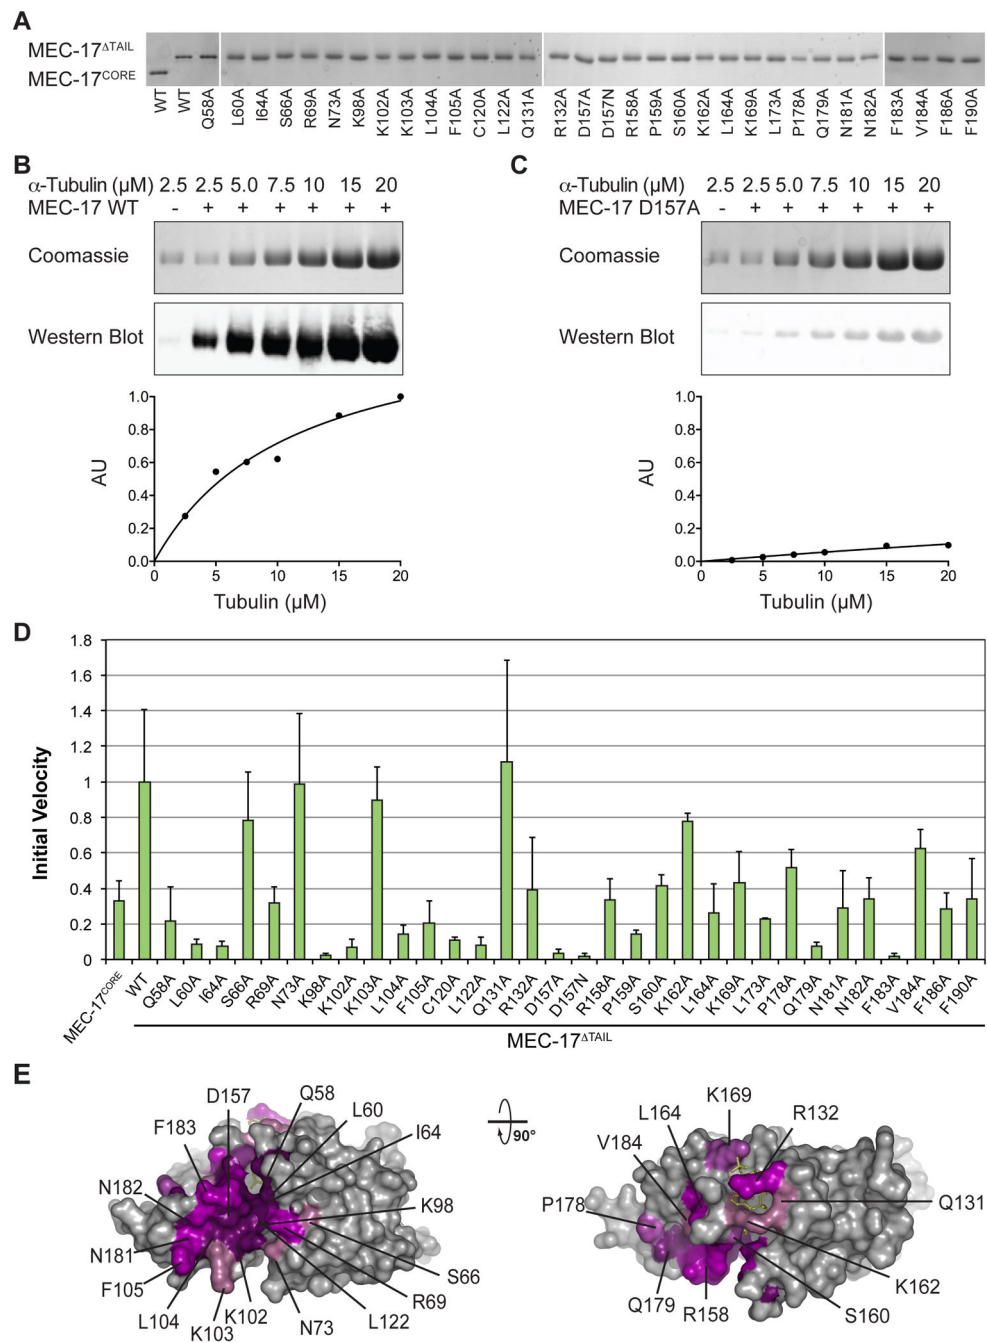 A
MEC-17ΔTAIL
MEC-17CORE
WT WT Q58A L60A I64A S66A R69A N73A K98A K102A K103A L104A F105A C120A L122A Q131A R132A D157A D157N R158A P159A S160A K162A L164A K169A L173A P178A Q179A N181A N182A F183A V184A F186A F190A
B
α-Tubulin (µM) 2.5 2.5 5.0 7.5 10 15 20
MEC-17 WT - + + + + + +
Coomassie
Western Blot
AU
1.0
0.8
0.6
0.4
0.2
0.0
0 5 10 15 20
Tubulin (µM)
C
α-Tubulin (µM) 2.5 2.5 5.0 7.5 10 15 20
MEC-17 D157A - + + + + + +
Coomassie
Western Blot
AU
1.0
0.8
0.6
0.4
0.2
0.0
0 5 10 15 20
Tubulin (µM)
D
Initial Velocity
1.8
1.6
1.4
1.2
1
0.8
0.6
0.4
0.2
0
MEC-17CORE WT Q58A L60A I64A S66A R69A N73A K98A K102A K103A L104A F105A C120A L122A Q131A R132A D157A D157N R158A P159A S160A K162A L164A K169A L173A P178A Q179A N181A N182A F183A V184A F186A F190A
MEC-17ΔTAIL
E
D157
Q58
L60
F183
I64
N182
K98
N181
S66
F105
R69
L104
K102
L122
K103
N73
90°
K169
L164
R132
V184
P178
Q131
K162
Q179
S160
R158